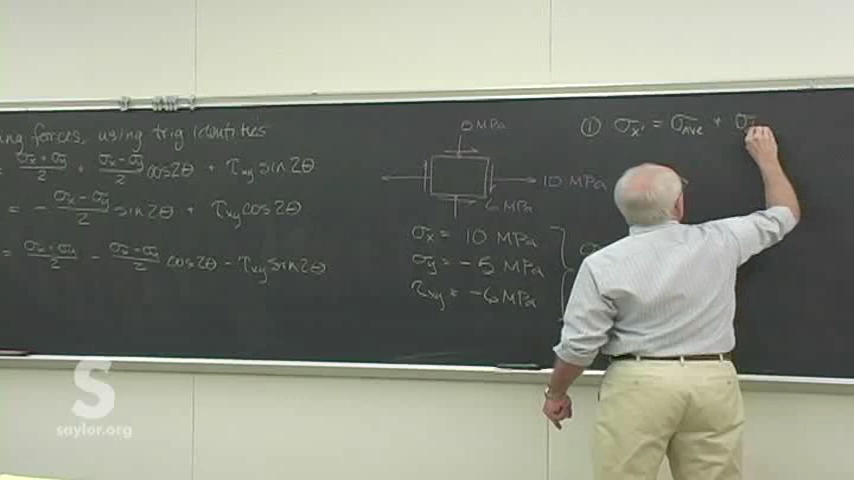 ing forces, using trig identities
σx + σy / 2 + σx - σy / 2 cos2θ + τxy sin2θ
= - σx - σy / 2 sin2θ + τxy cos2θ
= σx + σy / 2 - σx - σy / 2 cos2θ - τxy sin2θ
MPa
10 MPa
6 MPa
σx = 10 MPa
σy = -5 MPa
τxy = -6 MPa
① σx' = σAve +
S
saylor.org